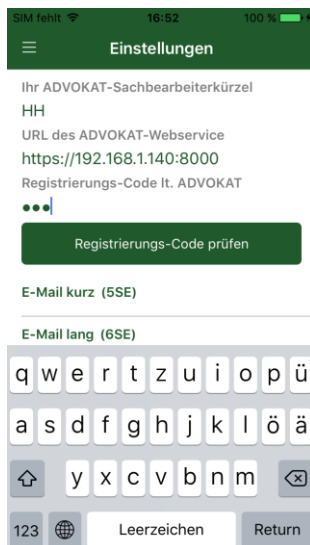 SIM fehlt 16:52 100 %
Einstellungen
Ihr ADVOKAT-Sachbearbeiterkürzel
HH
URL des ADVOKAT-Webservice
https://192.168.1.140:8000
Registrierungs-Code lt. ADVOKAT
•••
Registrierungs-Code prüfen
E-Mail kurz (5SE)
E-Mail lang (6SE)
q w e r t z u i o p ü
a s d f g h j k l ö ä
y x c v b n m
123 Leerzeichen Return